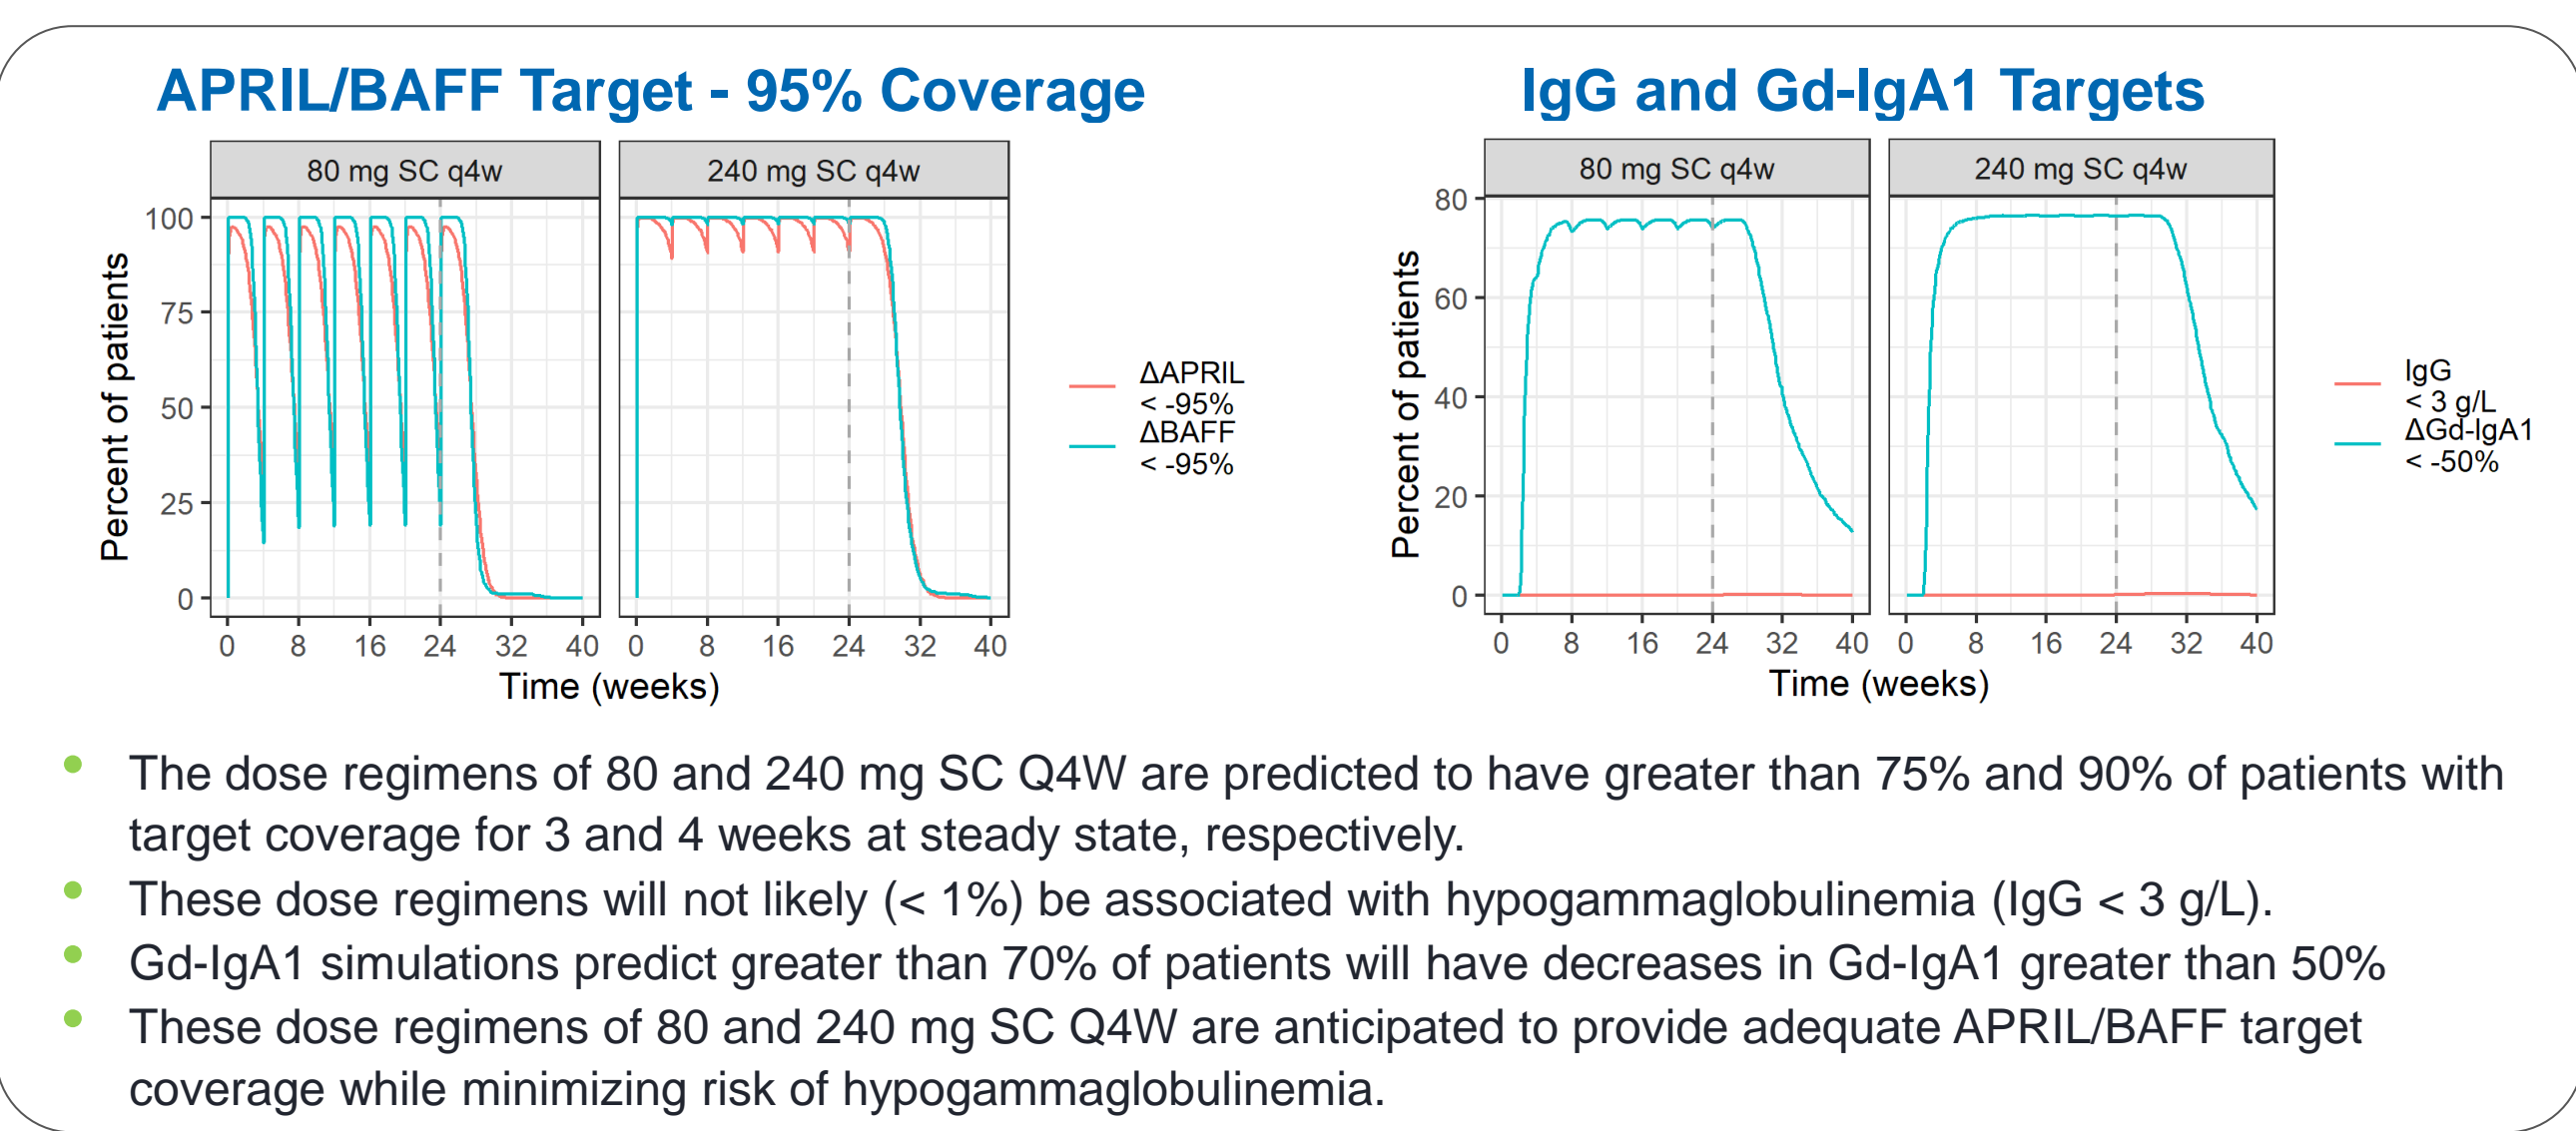 APRIL/BAFF Target - 95% Coverage
80 mg SC q4w
240 mg SC q4w
Percent of patients
100
75
50
25
0
0 8 16 24 32 40
0 8 16 24 32 40
Time (weeks)
ΔAPRIL
< -95%
ΔBAFF
< -95%
IgG and Gd-IgA1 Targets
80 mg SC q4w
240 mg SC q4w
Percent of patients
80
60
40
20
0
0 8 16 24 32 40
0 8 16 24 32 40
Time (weeks)
IgG
< 3 g/L
ΔGd-IgA1
< -50%
• The dose regimens of 80 and 240 mg SC Q4W are predicted to have greater than 75% and 90% of patients with
target coverage for 3 and 4 weeks at steady state, respectively.
• These dose regimens will not likely (< 1%) be associated with hypogammaglobulinemia (IgG < 3 g/L).
• Gd-IgA1 simulations predict greater than 70% of patients will have decreases in Gd-IgA1 greater than 50%
• These dose regimens of 80 and 240 mg SC Q4W are anticipated to provide adequate APRIL/BAFF target
coverage while minimizing risk of hypogammaglobulinemia.